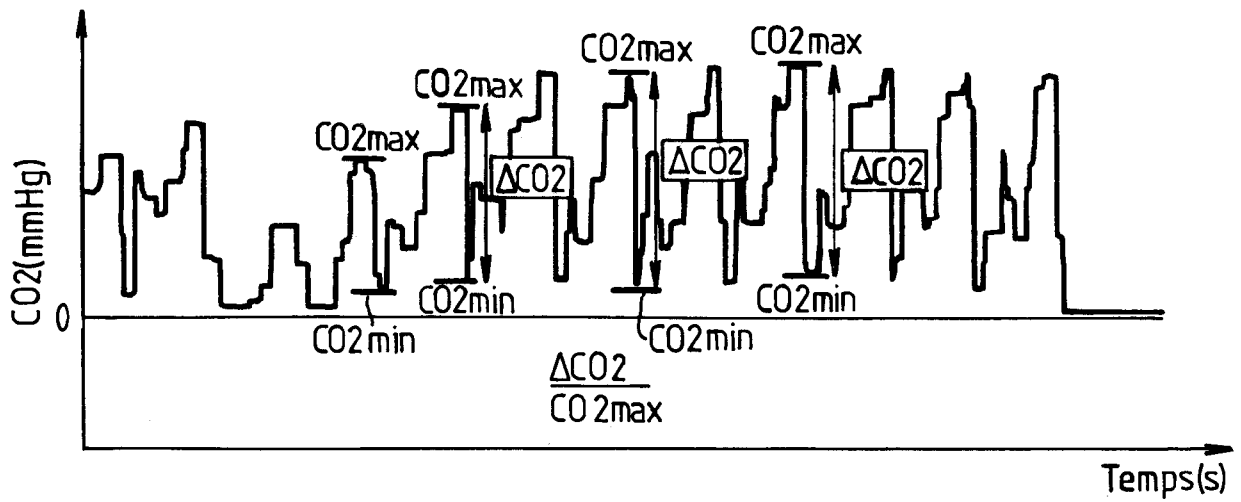 CO2(mmHg)
0
CO2max
CO2min
CO2max
CO2min
ΔCO2
CO2max
CO2min
ΔCO2
CO2max
CO2min
ΔCO2
ΔCO2
CO2max
Temps(s)